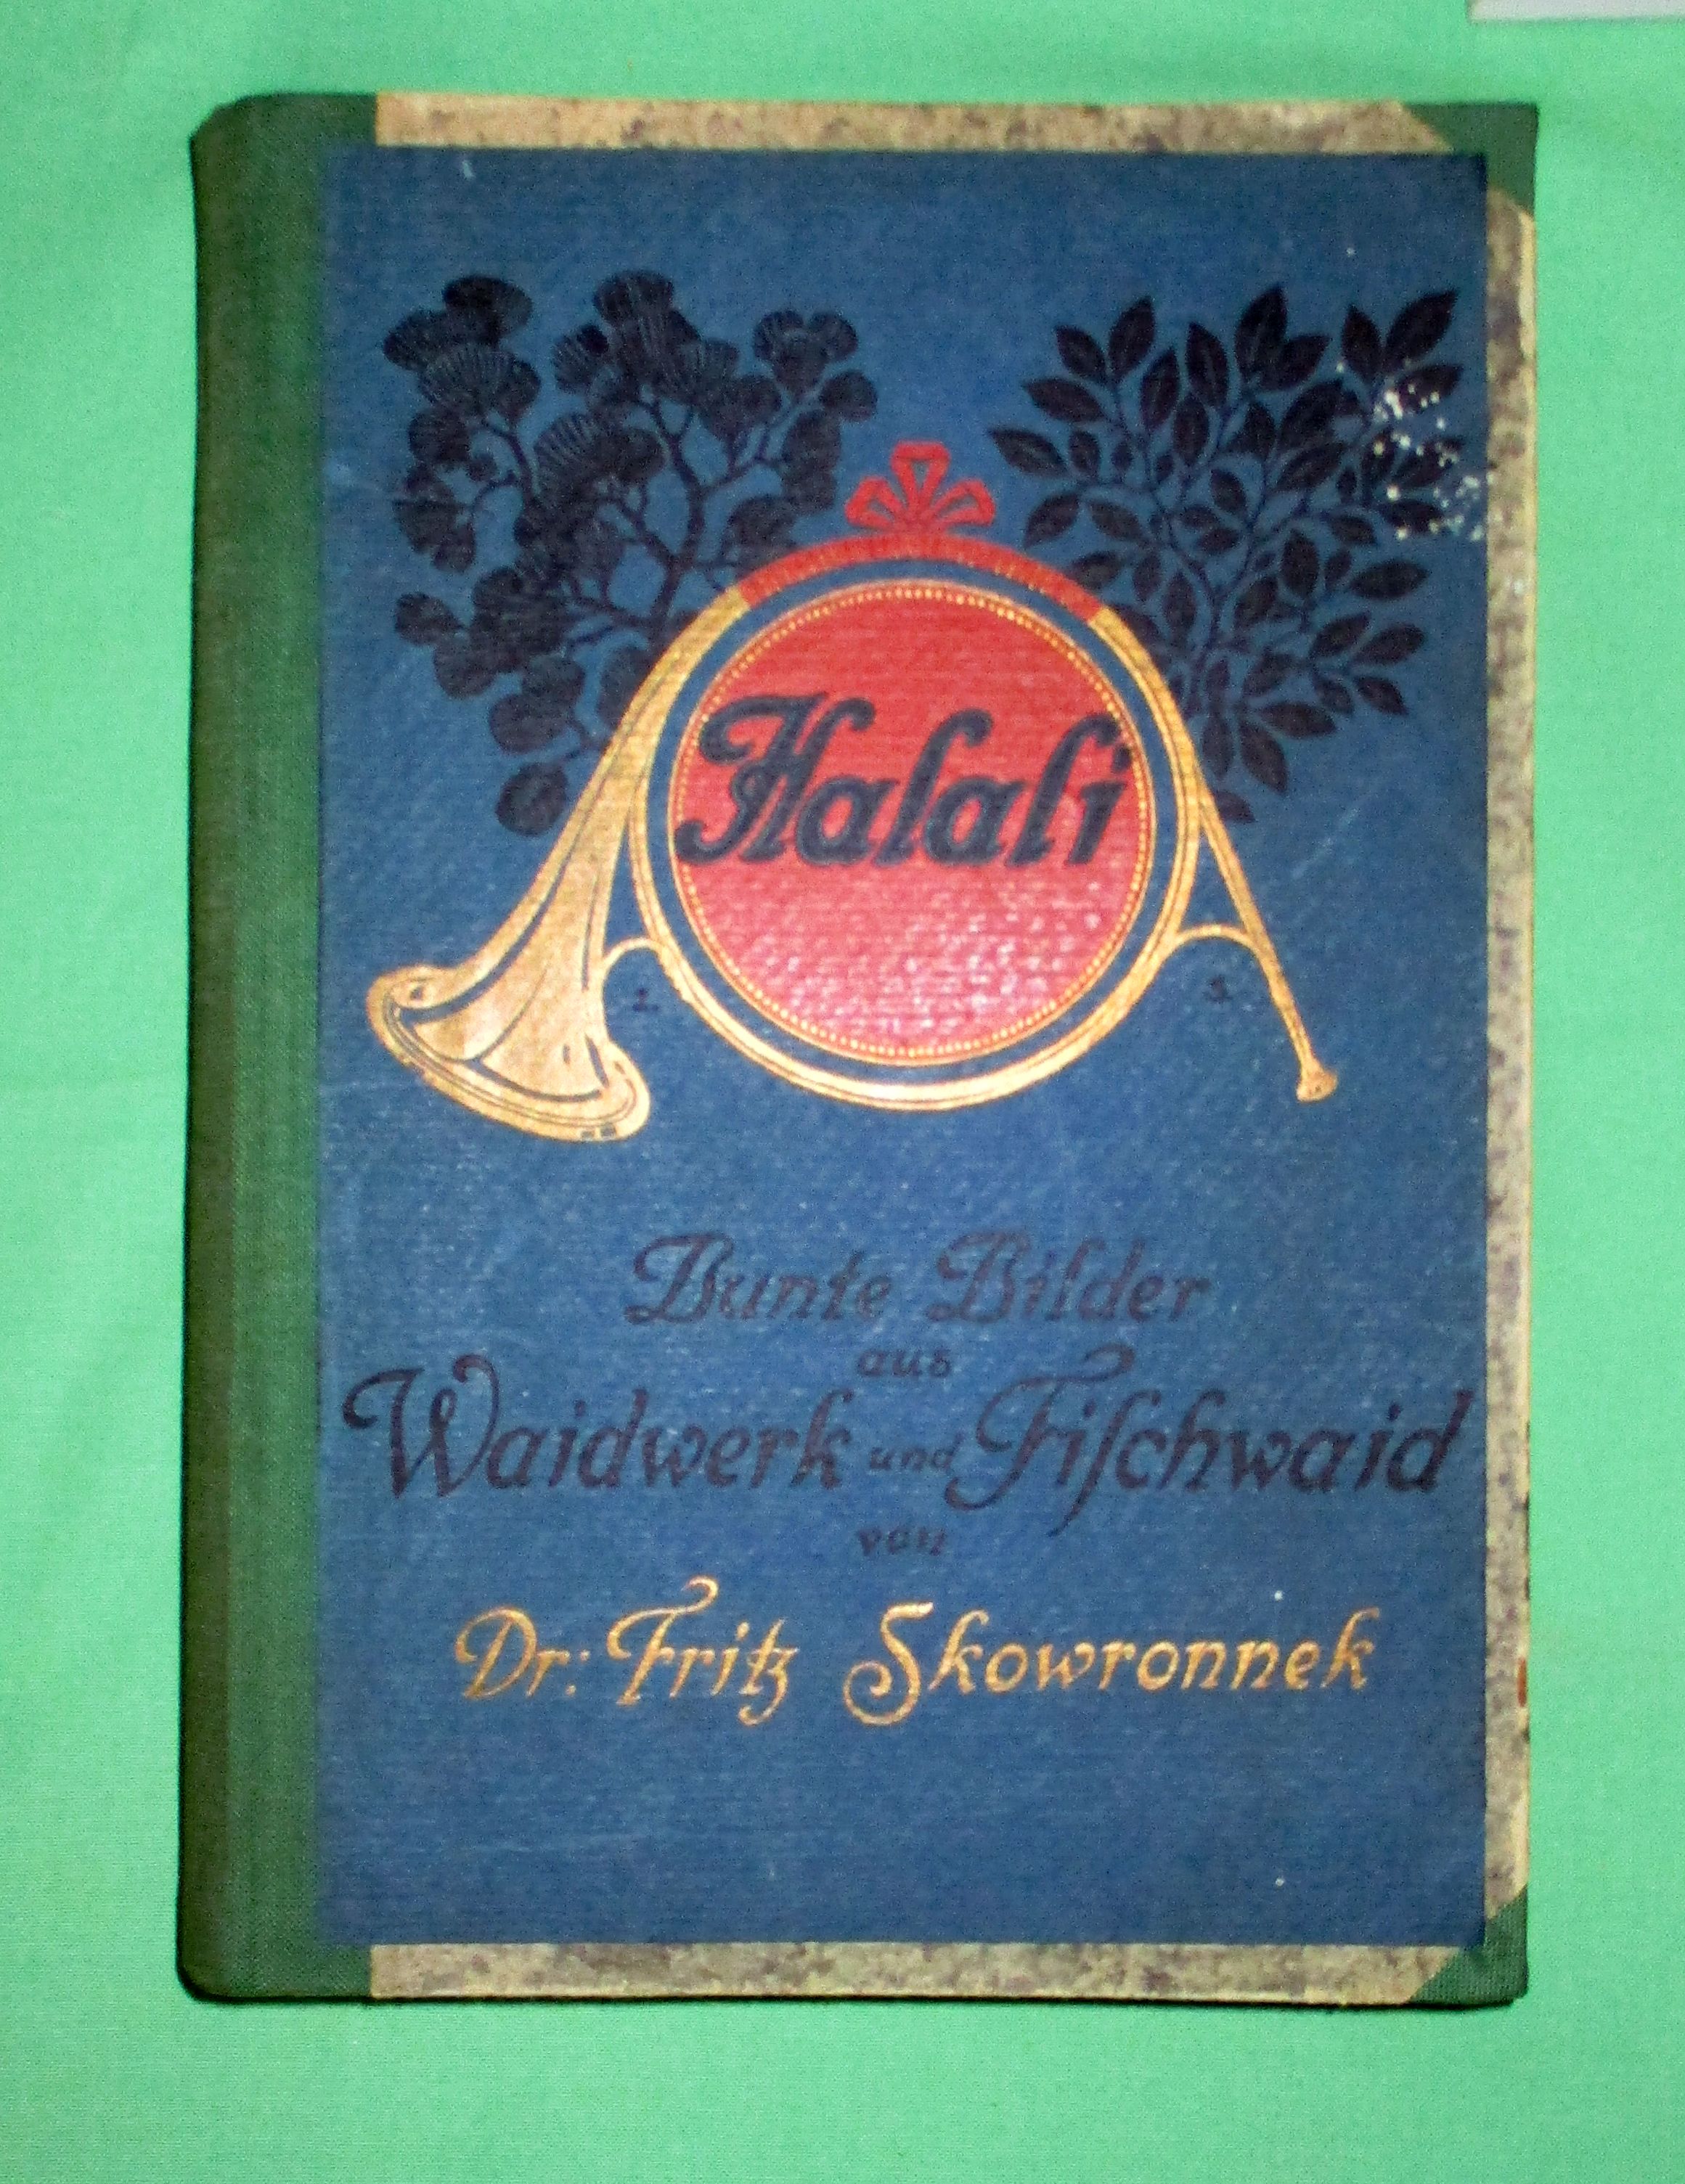 Halali
Bunte Bilder
aus
Waidwerk und Fiſchwaid
von
Dr: Fritz Skowronnek